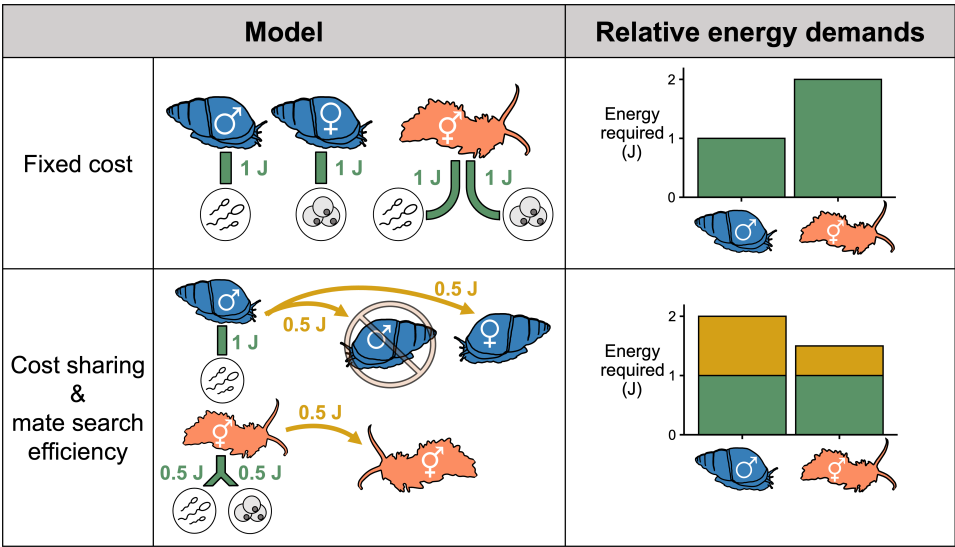 Model
Relative energy demands
Fixed cost
♂
♀
⚥
1 J
1 J
1 J
1 J
Energy
required
(J)
2
1
0
♂
⚥
Cost sharing
&
mate search
efficiency
♂
0.5 J
0.5 J
♂
♀
1 J
⚥
0.5 J
⚥
0.5 J
0.5 J
Energy
required
(J)
2
1
0
♂
⚥